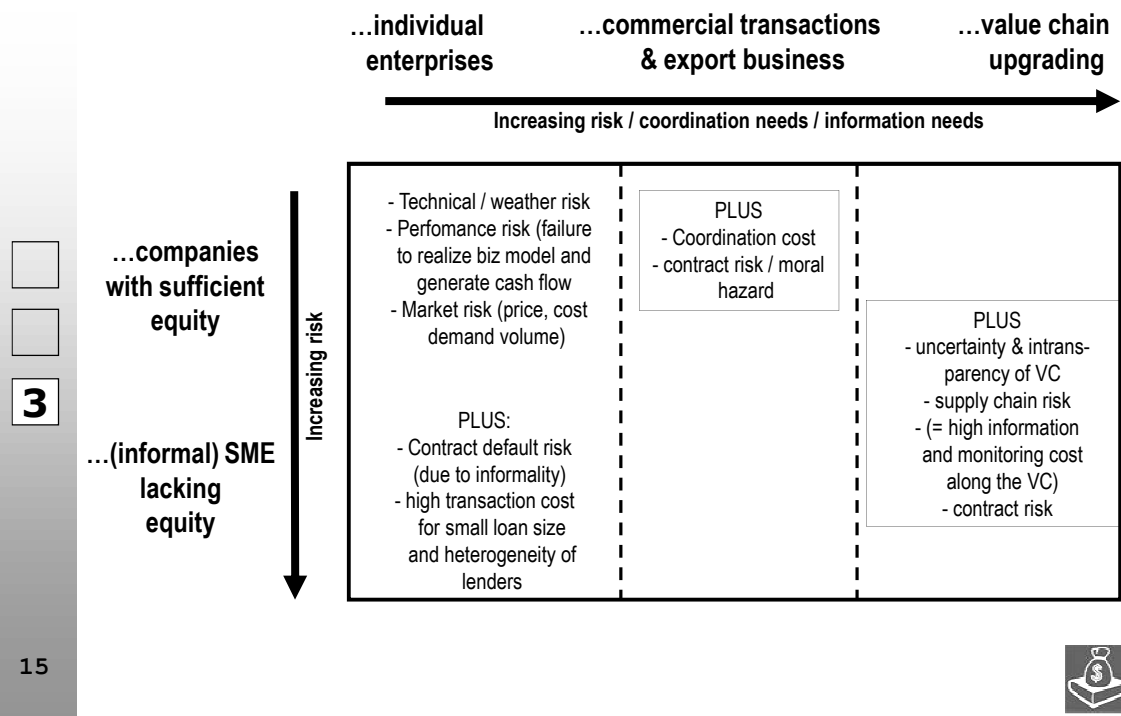 …individual
enterprises
…commercial transactions
& export business
…value chain
upgrading
Increasing risk / coordination needs / information needs
…companies
with sufficient
equity
…(informal) SME
lacking
equity
Increasing risk
- Technical / weather risk
- Perfomance risk (failure
to realize biz model and
generate cash flow
- Market risk (price, cost
demand volume)
PLUS:
- Contract default risk
(due to informality)
- high transaction cost
for small loan size
and heterogeneity of
lenders
PLUS
- Coordination cost
- contract risk / moral
hazard
PLUS
- uncertainty & intrans-
parency of VC
- supply chain risk
- (= high information
and monitoring cost
along the VC)
- contract risk
3
15
$